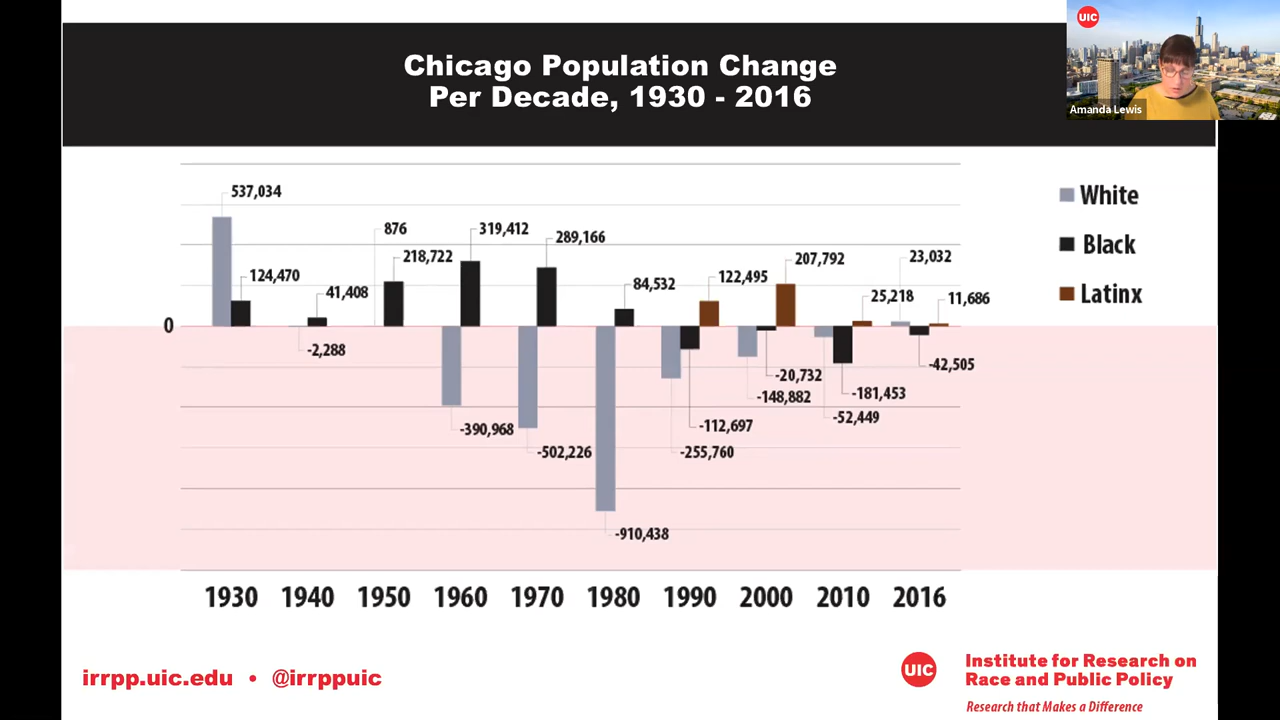 Chicago Population Change
Per Decade, 1930 - 2016
UIC
Amanda Lewis
White
Black
Latinx
537,034
124,470
41,408
-2,288
876
218,722
319,412
-390,968
289,166
-502,226
84,532
-910,438
122,495
-112,697
-255,760
207,792
-20,732
-148,882
25,218
-181,453
-52,449
23,032
11,686
-42,505
0
1930 1940 1950 1960 1970 1980 1990 2000 2010 2016
irrpp.uic.edu • @irrppuic
UIC
Institute for Research on
Race and Public Policy
Research that Makes a Difference